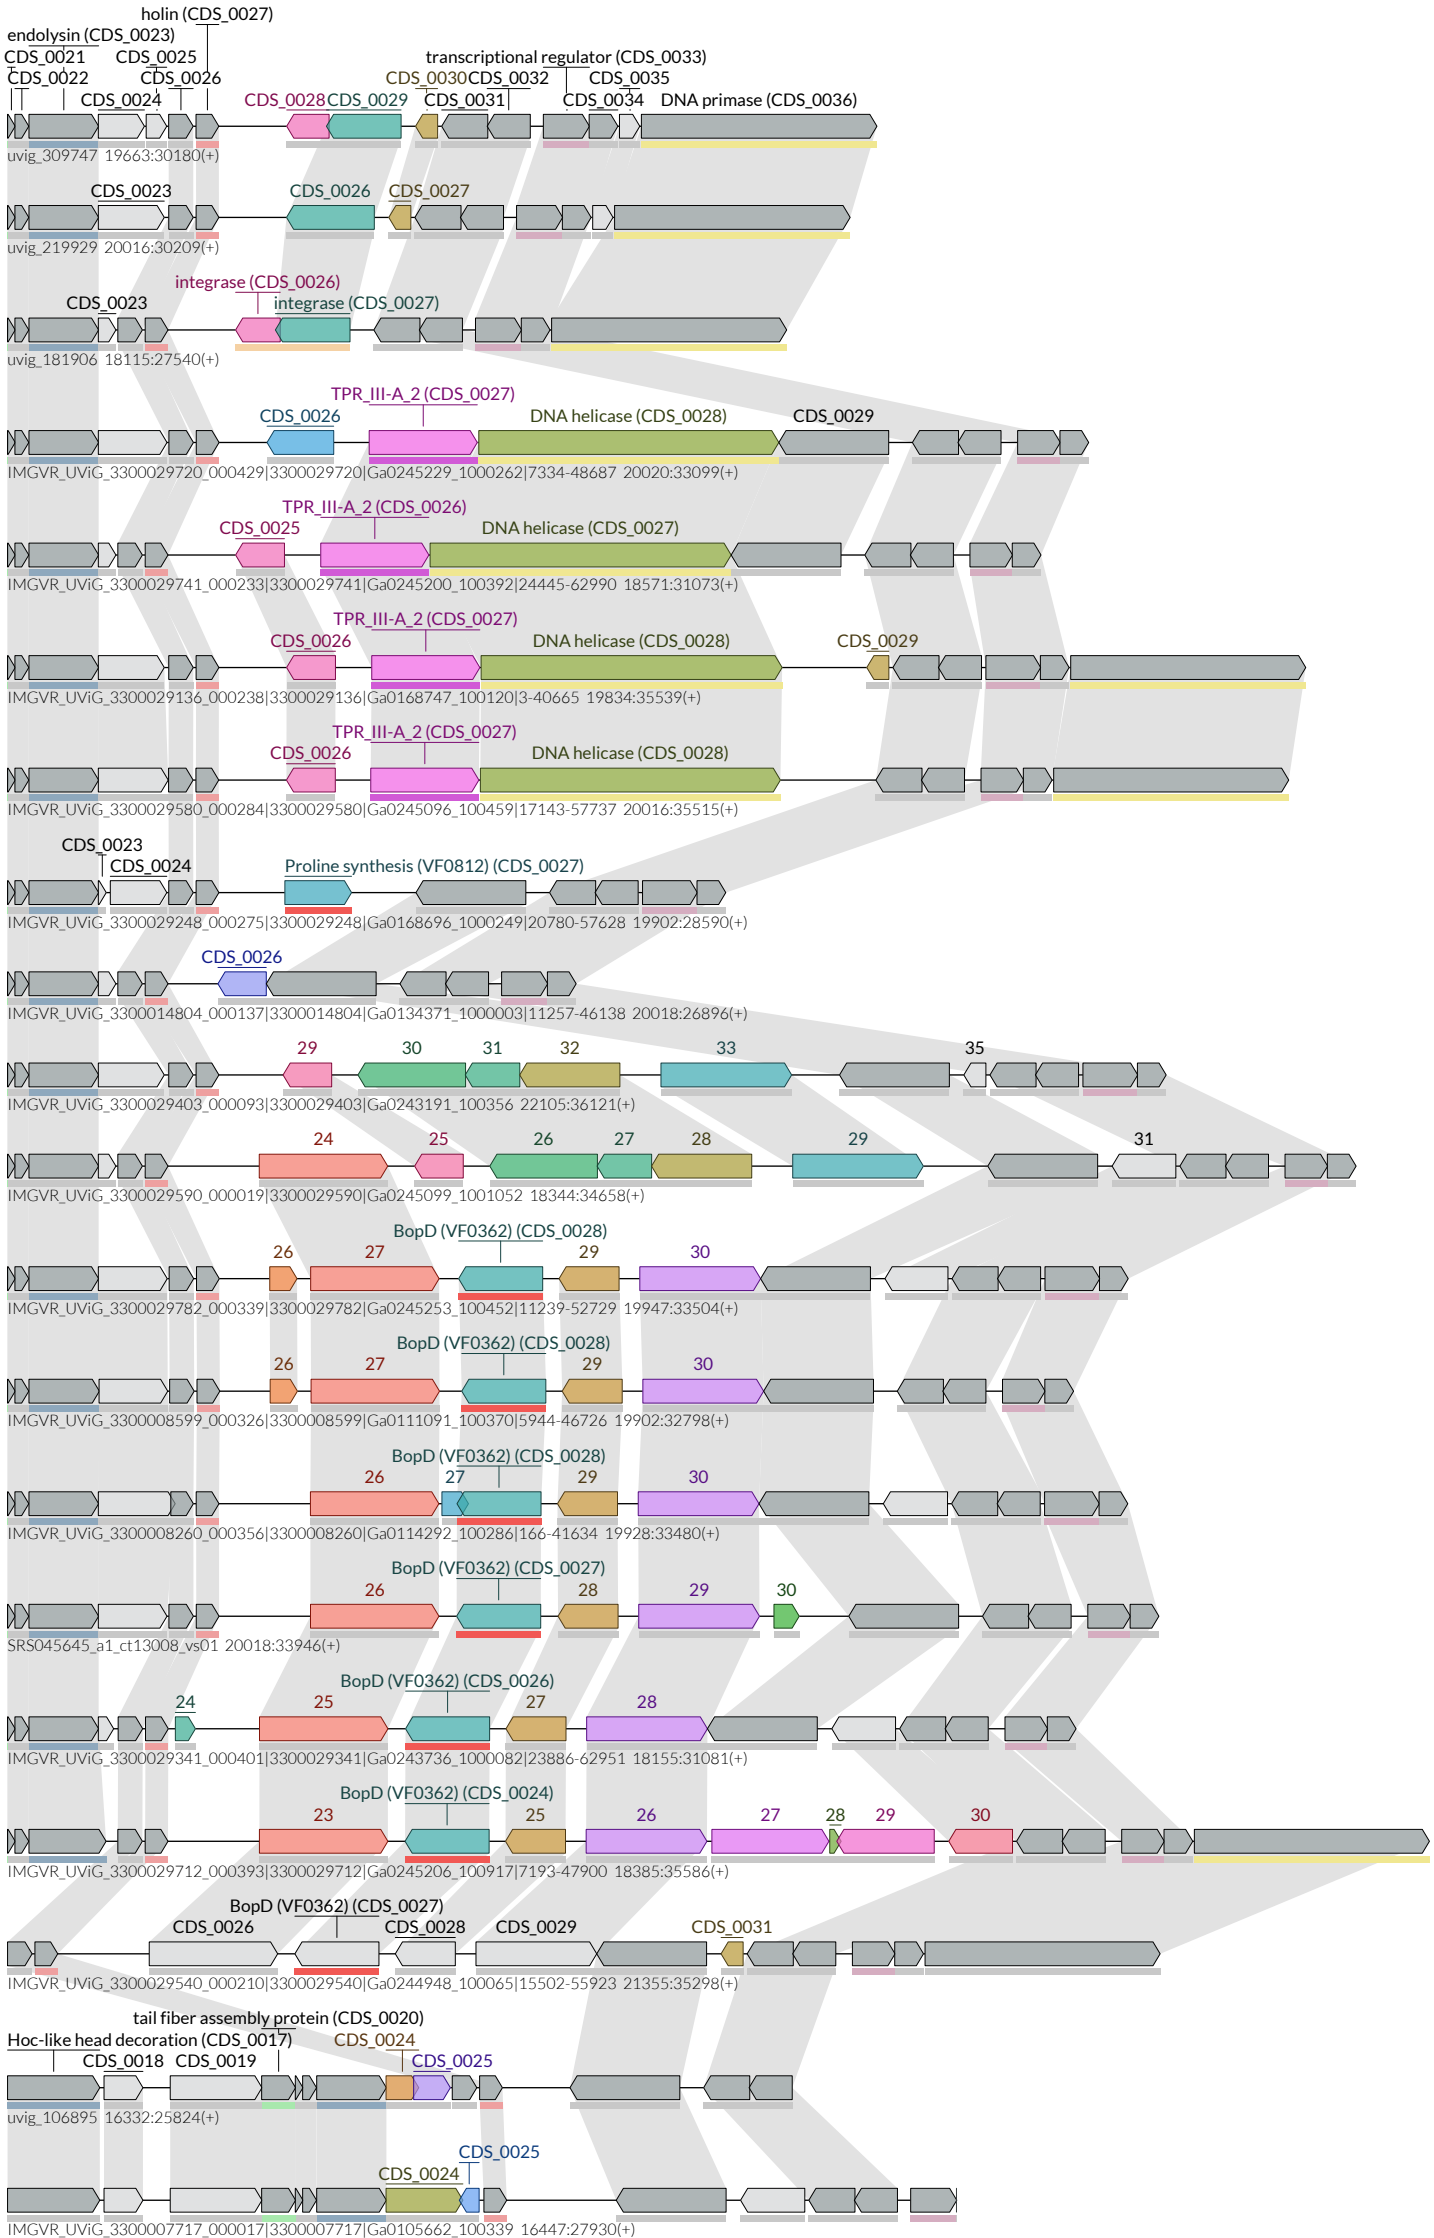 holin (CDS_0027)
endolysin (CDS_0023)
CDS_0021 CDS_0025 transcriptional regulator (CDS_0033)
CDS_0022 CDS_0026 CDS_0030 CDS_0032 CDS_0035
CDS_0024 CDS_0028 CDS_0029 CDS_0031 CDS_0034 DNA primase (CDS_0036)
uvig_309747 19663:30180(+)
CDS_0023 CDS_0026 CDS_0027
uvig_219929 20016:30209(+)
integrase (CDS_0026)
CDS_0023 integrase (CDS_0027)
uvig_181906 18115:27540(+)
TPR_III-A_2 (CDS_0027)
CDS_0026 DNA helicase (CDS_0028) CDS_0029
IMGVR_UViG_3300029720_000429|3300029720|Ga0245229_1000262|7334-48687 20020:33099(+)
TPR_III-A_2 (CDS_0026)
CDS_0025 DNA helicase (CDS_0027)
IMGVR_UViG_3300029741_000233|3300029741|Ga0245200_100392|24445-62990 18571:31073(+)
TPR_III-A_2 (CDS_0027)
CDS_0026 DNA helicase (CDS_0028) CDS_0029
IMGVR_UViG_3300029136_000238|3300029136|Ga0168747_100120|3-40665 19834:35539(+)
TPR_III-A_2 (CDS_0027)
CDS_0026 DNA helicase (CDS_0028)
IMGVR_UViG_3300029580_000284|3300029580|Ga0245096_100459|17143-57737 20016:35515(+)
CDS_0023
CDS_0024 Proline synthesis (VF0812) (CDS_0027)
IMGVR_UViG_3300029248_000275|3300029248|Ga0168696_1000249|20780-57628 19902:28590(+)
CDS_0026
IMGVR_UViG_3300014804_000137|3300014804|Ga0134371_1000003|11257-46138 20018:26896(+)
29 30 31 32 33 35
IMGVR_UViG_3300029403_000093|3300029403|Ga0243191_100356 22105:36121(+)
24 25 26 27 28 29 31
IMGVR_UViG_3300029590_000019|3300029590|Ga0245099_1001052 18344:34658(+)
BopD (VF0362) (CDS_0028)
26 27 29 30
IMGVR_UViG_3300029782_000339|3300029782|Ga0245253_100452|11239-52729 19947:33504(+)
BopD (VF0362) (CDS_0028)
26 27 29 30
IMGVR_UViG_3300008599_000326|3300008599|Ga0111091_100370|5944-46726 19902:32798(+)
BopD (VF0362) (CDS_0028)
26 27 29 30
IMGVR_UViG_3300008260_000356|3300008260|Ga0114292_100286|166-41634 19928:33480(+)
BopD (VF0362) (CDS_0027)
26 28 29 30
SRS045645_a1_ct13008_vs01 20018:33946(+)
BopD (VF0362) (CDS_0026)
24 25 27 28
IMGVR_UViG_3300029341_000401|3300029341|Ga0243736_1000082|23886-62951 18155:31081(+)
BopD (VF0362) (CDS_0024)
23 25 26 27 28 29 30
IMGVR_UViG_3300029712_000393|3300029712|Ga0245206_100917|7193-47900 18385:35586(+)
BopD (VF0362) (CDS_0027)
CDS_0026 CDS_0028 CDS_0029 CDS_0031
IMGVR_UViG_3300029540_000210|3300029540|Ga0244948_100065|15502-55923 21355:35298(+)
tail fiber assembly protein (CDS_0020)
Hoc-like head decoration (CDS_0017) CDS_0024
CDS_0018 CDS_0019 CDS_0025
uvig_106895 16332:25824(+)
CDS_0025
CDS_0024
IMGVR_UViG_3300007717_000017|3300007717|Ga0105662_100339 16447:27930(+)